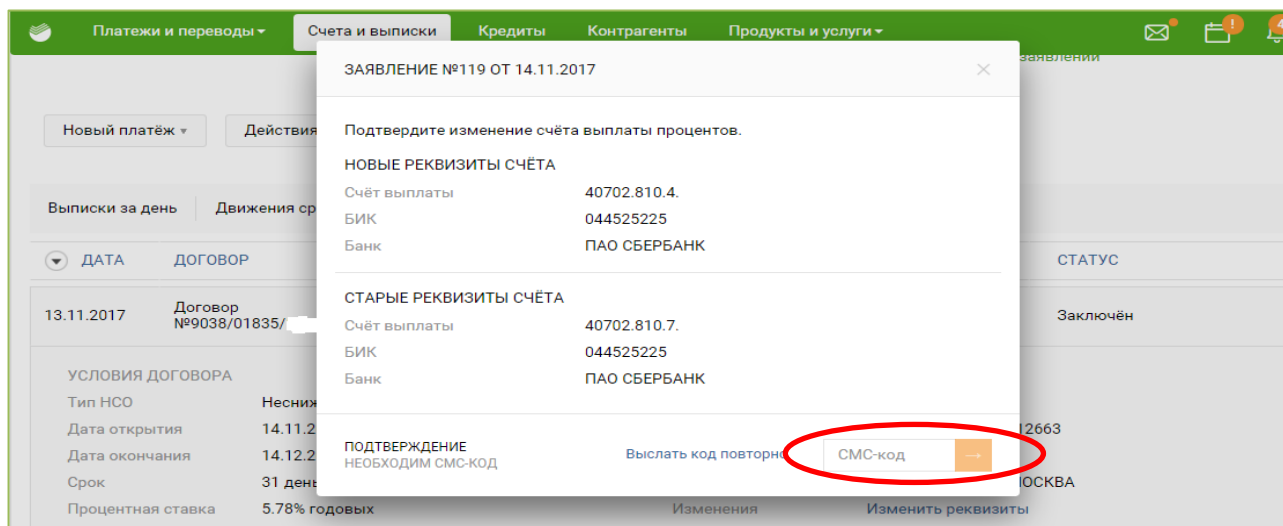 Платежи и переводы Счета и выписки Кредиты Контрагенты Продукты и услуги
ЗАЯВЛЕНИЕ №119 ОТ 14.11.2017
заявлений
Новый платёж Действия
Подтвердите изменение счёта выплаты процентов.
НОВЫЕ РЕКВИЗИТЫ СЧЁТА
Счёт выплаты 40702.810.4.
БИК 044525225
Банк ПАО СБЕРБАНК
Выписки за день Движения ср
ДАТА ДОГОВОР СТАТУС
СТАРЫЕ РЕКВИЗИТЫ СЧЁТА
Счёт выплаты 40702.810.7.
БИК 044525225
Банк ПАО СБЕРБАНК
13.11.2017 Договор №9038/01835/ Заключён
УСЛОВИЯ ДОГОВОРА
Тип НСО Несниж
Дата открытия 14.11.2 12663
Дата окончания 14.12.2
Срок 31 день ОСКВА
Процентная ставка 5.78% годовых Изменения Изменить реквизиты
ПОДТВЕРЖДЕНИЕ
НЕОБХОДИМ СМС-КОД
Выслать код повторно СМС-код →